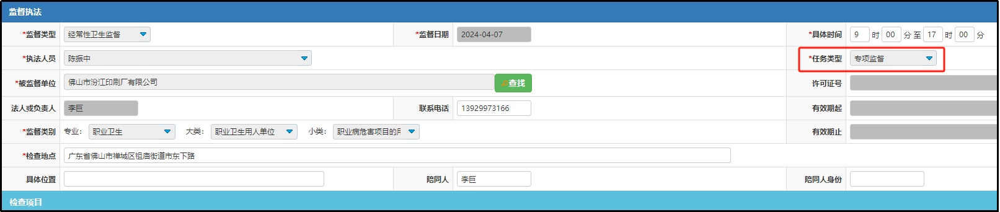 监督执法
*监督类型 经常性卫生监督 *监督日期 2024-04-07 *具体时间 9 时 00 分 至 17 时 00 分
*执法人员 陈振中 *任务类型 专项监督
*被监督单位 佛山市汾江印刷厂有限公司 查找 许可证号
法人或负责人 李巨 联系电话 13929973166 有效期起
*监督类别 专业: 职业卫生 大类: 职业卫生用人单位 小类: 职业病危害项目的 有效期止
*检查地点 广东省佛山市禅城区祖庙街道市东下路
具体位置 陪同人 李巨 陪同人身份
检查项目